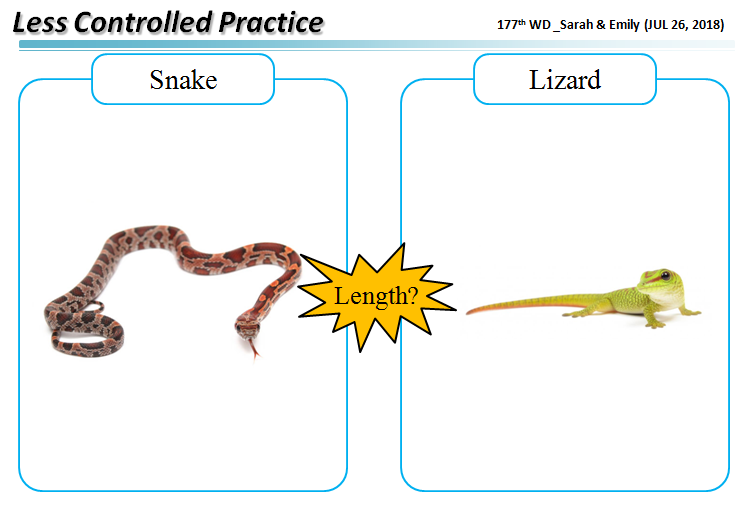 Less Controlled Practice
177th WD _Sarah & Emily (JUL 26, 2018)
Snake
Lizard
Length?